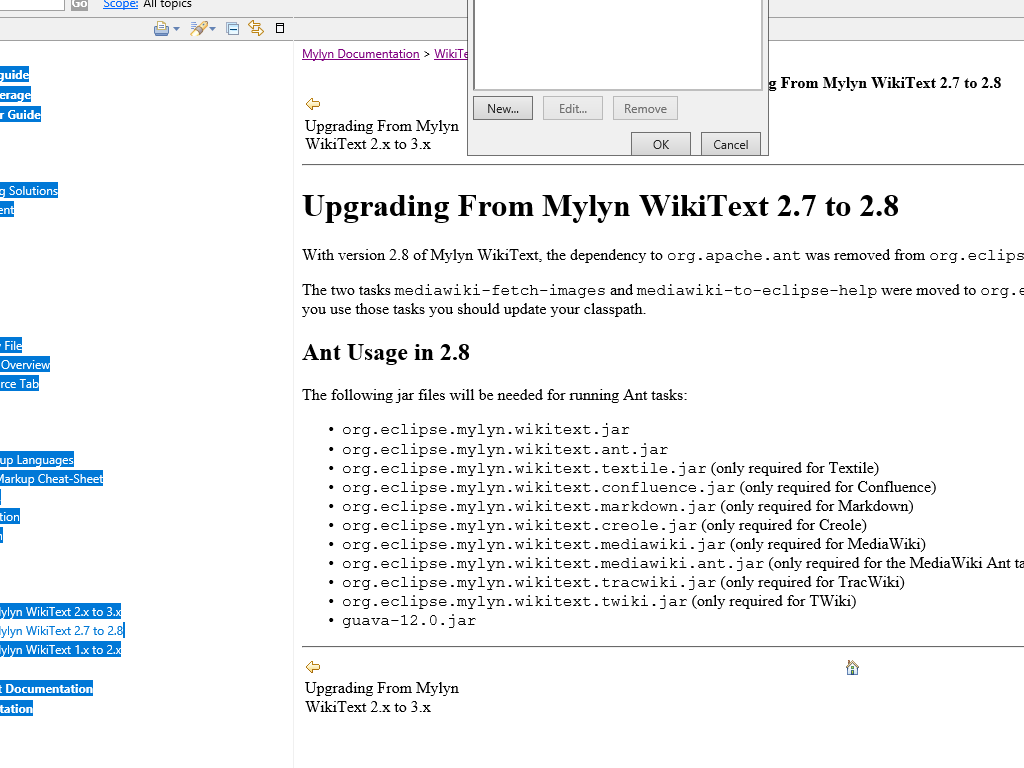 Go Scope: All topics
guide
erage
r Guide
g Solutions
ent
File
Overview
rce Tab
up Languages
Markup Cheat-Sheet
tion
Mylyn WikiText 2.x to 3.x
Mylyn WikiText 2.7 to 2.8
Mylyn WikiText 1.x to 2.x
t Documentation
tation
Mylyn Documentation > WikiTe
g From Mylyn WikiText 2.7 to 2.8
New... Edit... Remove
OK Cancel
Upgrading From Mylyn
WikiText 2.x to 3.x
Upgrading From Mylyn WikiText 2.7 to 2.8
With version 2.8 of Mylyn WikiText, the dependency to org.apache.ant was removed from org.eclips
The two tasks mediawiki-fetch-images and mediawiki-to-eclipse-help were moved to org.e
you use those tasks you should update your classpath.
Ant Usage in 2.8
The following jar files will be needed for running Ant tasks:
• org.eclipse.mylyn.wikitext.jar
• org.eclipse.mylyn.wikitext.ant.jar
• org.eclipse.mylyn.wikitext.textile.jar (only required for Textile)
• org.eclipse.mylyn.wikitext.confluence.jar (only required for Confluence)
• org.eclipse.mylyn.wikitext.markdown.jar (only required for Markdown)
• org.eclipse.mylyn.wikitext.creole.jar (only required for Creole)
• org.eclipse.mylyn.wikitext.mediawiki.jar (only required for MediaWiki)
• org.eclipse.mylyn.wikitext.mediawiki.ant.jar (only required for the MediaWiki Ant ta
• org.eclipse.mylyn.wikitext.tracwiki.jar (only required for TracWiki)
• org.eclipse.mylyn.wikitext.twiki.jar (only required for TWiki)
• guava-12.0.jar
Upgrading From Mylyn
WikiText 2.x to 3.x